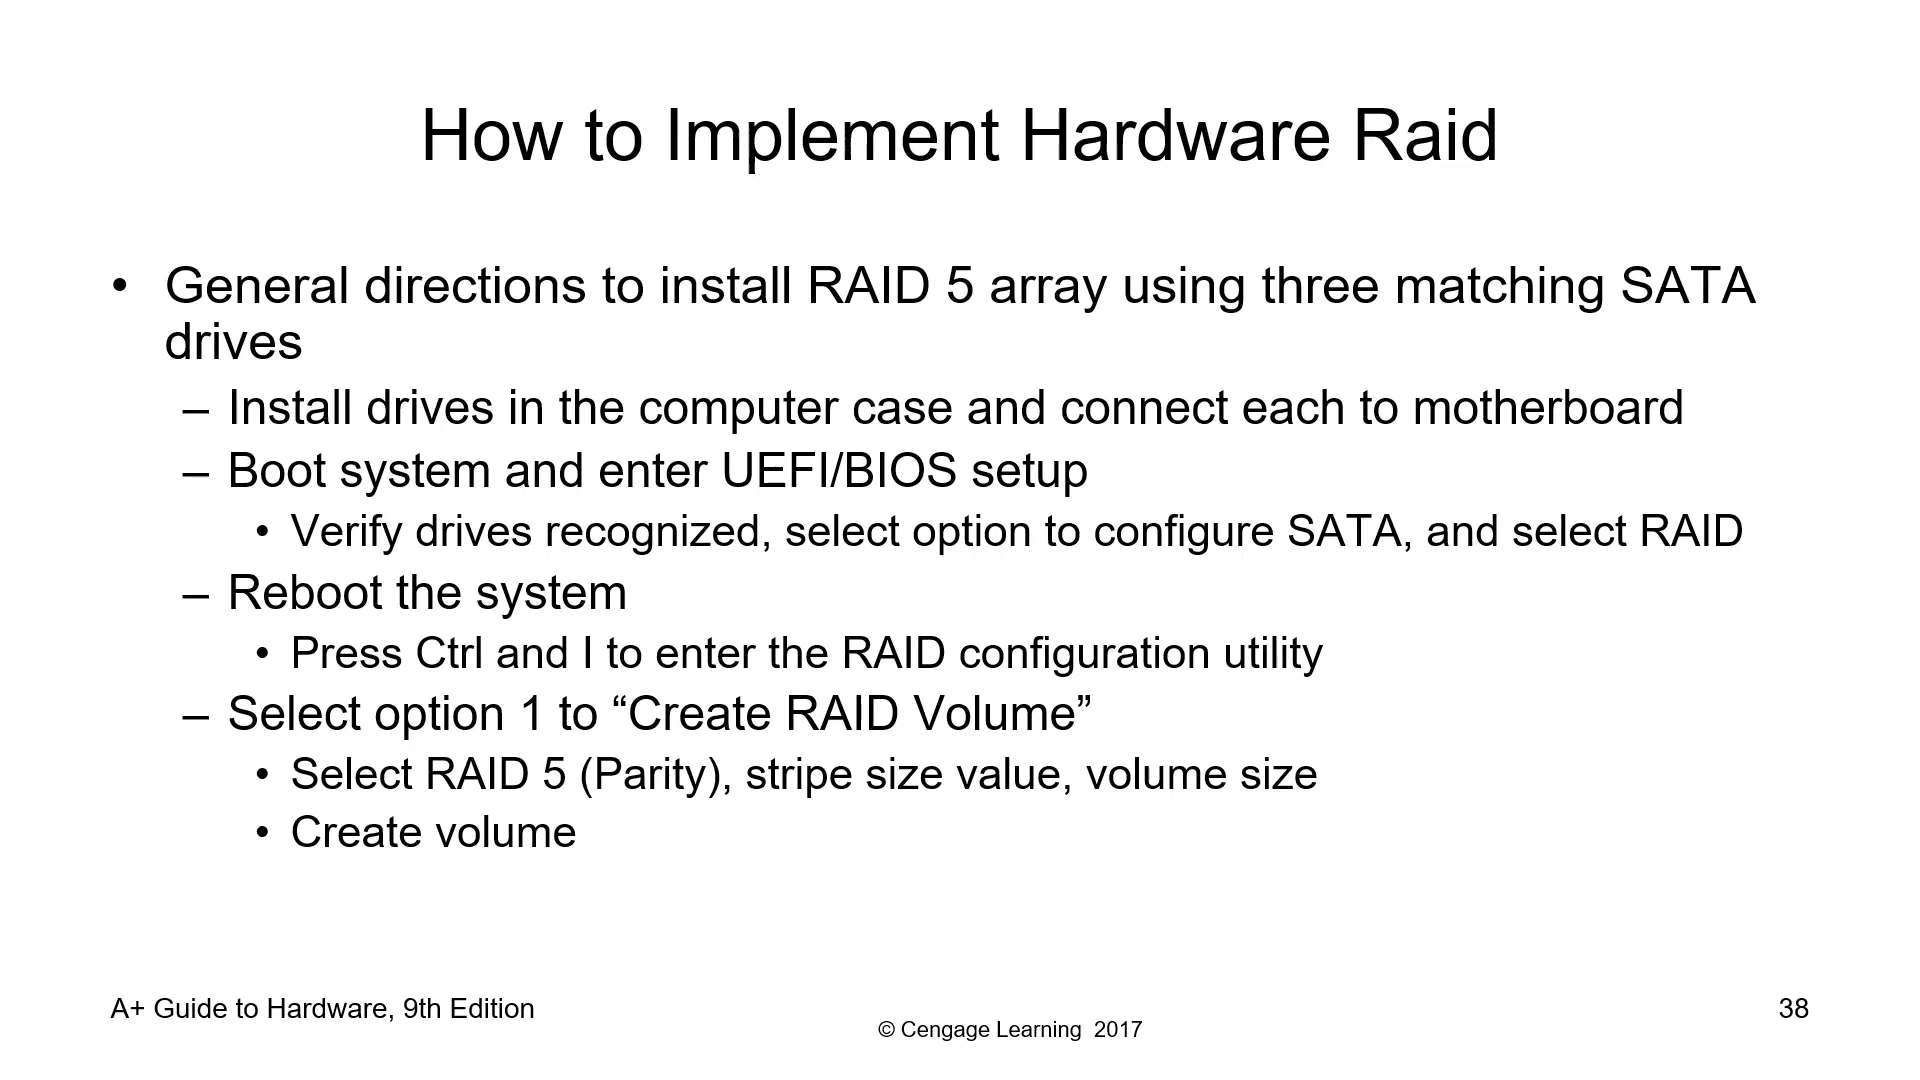 How to Implement Hardware Raid
• General directions to install RAID 5 array using three matching SATA
drives
– Install drives in the computer case and connect each to motherboard
– Boot system and enter UEFI/BIOS setup
• Verify drives recognized, select option to configure SATA, and select RAID
– Reboot the system
• Press Ctrl and I to enter the RAID configuration utility
– Select option 1 to “Create RAID Volume”
• Select RAID 5 (Parity), stripe size value, volume size
• Create volume
A+ Guide to Hardware, 9th Edition
© Cengage Learning 2017
38